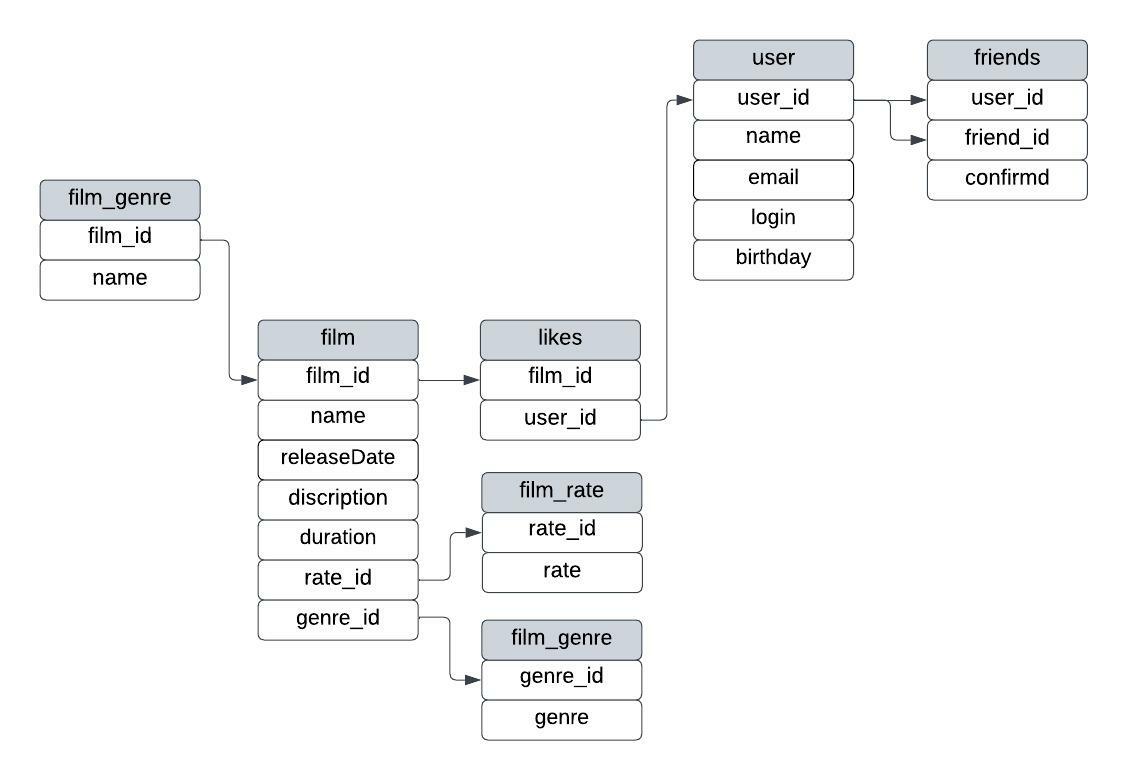 user
user_id
name
email
login
birthday
friends
user_id
friend_id
confirmd
film_genre
film_id
name
film
film_id
name
releaseDate
discription
duration
rate_id
genre_id
likes
film_id
user_id
film_rate
rate_id
rate
film_genre
genre_id
genre